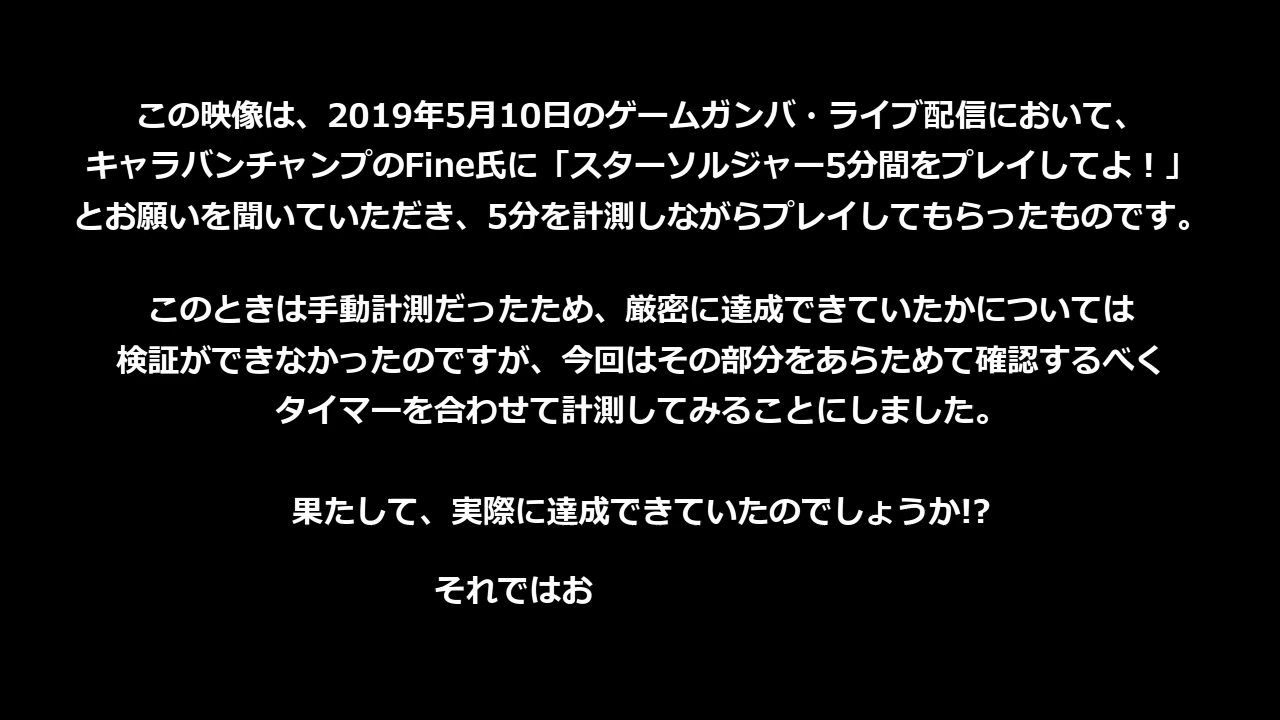 この映像は、2019年5月10日のゲームガンバ・ライブ配信において、
キャラバンチャンプのFine氏に「スターソルジャー5分間をプレイしてよ！」
とお願いを聞いていただき、5分を計測しながらプレイしてもらったものです。
このときは手動計測だったため、厳密に達成できていたかについては
検証ができなかったのですが、今回はその部分をあらためて確認するべく
タイマーを合わせて計測してみることにしました。
果たして、実際に達成できていたのでしょうか!?
それではお